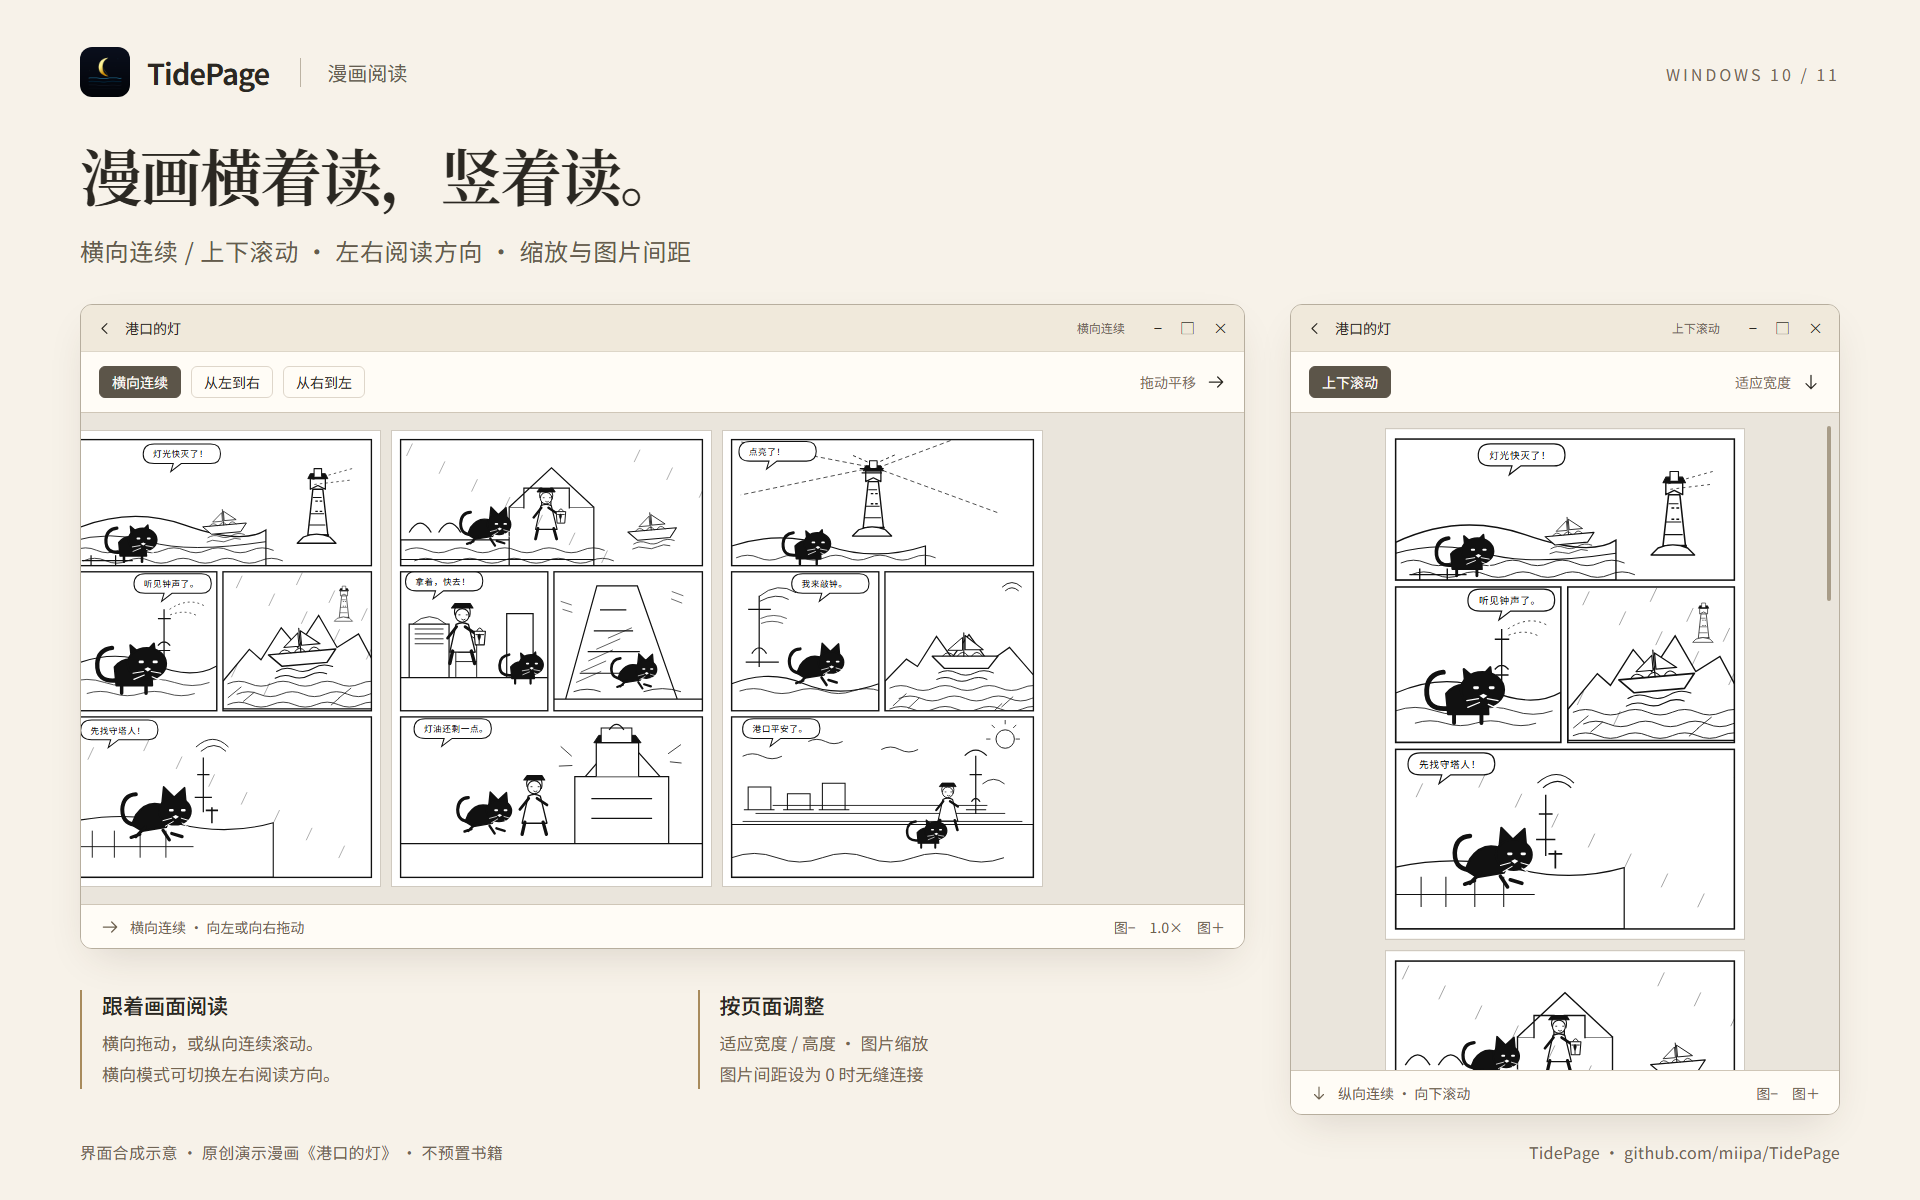 TidePage
漫画阅读
WINDOWS 10 / 11
漫画横着读，竖着读。
横向连续 / 上下滚动 • 左右阅读方向 • 缩放与图片间距
港口的灯
横向连续
横向连续
从左到右
从右到左
拖动平移 →
灯光快灭了！
点亮了！
听见钟声了。
拿着，快去！
我来敲钟。
先找守塔人！
灯油还剩一点。
港口平安了。
→ 横向连续 • 向左或向右拖动
图− 1.0× 图＋
港口的灯
上下滚动
上下滚动
适应宽度 ↓
灯光快灭了！
听见钟声了。
先找守塔人！
↓ 纵向连续 • 向下滚动
图− 图＋
跟着画面阅读
横向拖动，或纵向连续滚动。
横向模式可切换左右阅读方向。
按页面调整
适应宽度 / 高度 • 图片缩放
图片间距设为 0 时无缝连接
界面合成示意 • 原创演示漫画《港口的灯》 • 不预置书籍
TidePage • github.com/miipa/TidePage